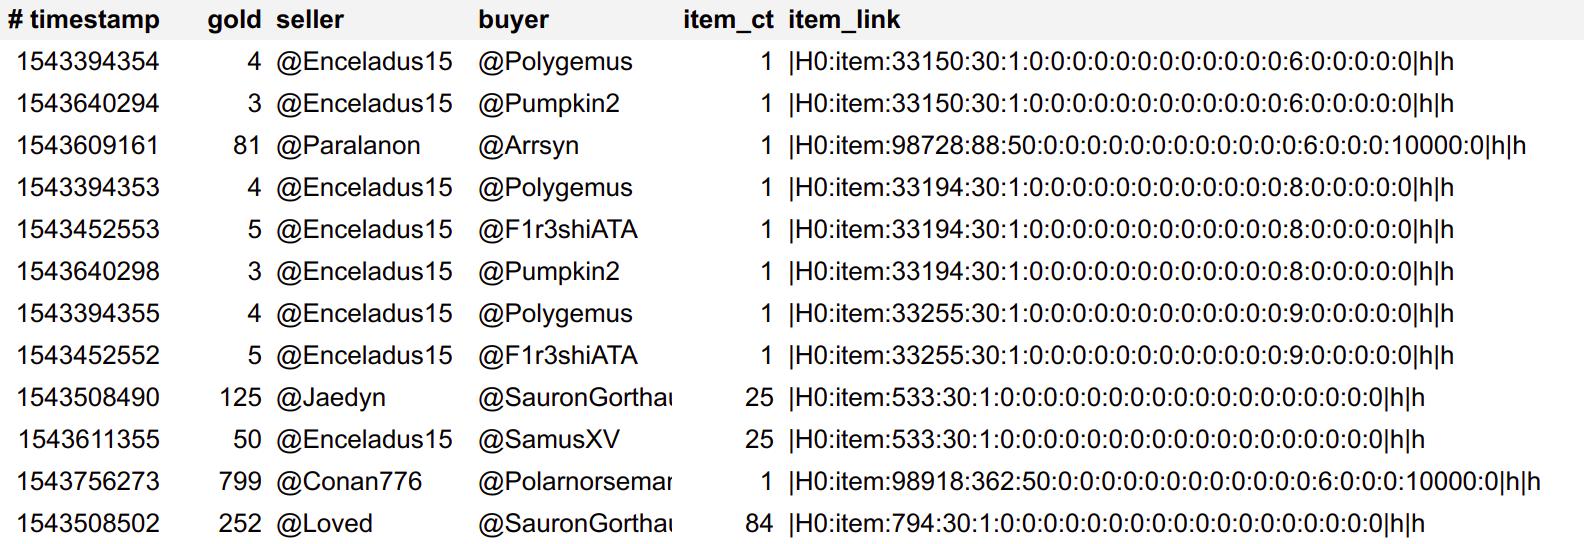 # timestamp gold seller buyer item_ct item_link
1543394354 4 @Enceladus15 @Polygemus 1 |H0:item:33150:30:1:0:0:0:0:0:0:0:0:0:0:0:0:6:0:0:0:0:0|h|h
1543640294 3 @Enceladus15 @Pumpkin2 1 |H0:item:33150:30:1:0:0:0:0:0:0:0:0:0:0:0:0:6:0:0:0:0:0|h|h
1543609161 81 @Paralanon @Arrsyn 1 |H0:item:98728:88:50:0:0:0:0:0:0:0:0:0:0:0:0:6:0:0:0:10000:0|h|h
1543394353 4 @Enceladus15 @Polygemus 1 |H0:item:33194:30:1:0:0:0:0:0:0:0:0:0:0:0:0:8:0:0:0:0:0|h|h
1543452553 5 @Enceladus15 @F1r3shiATA 1 |H0:item:33194:30:1:0:0:0:0:0:0:0:0:0:0:0:0:8:0:0:0:0:0|h|h
1543640298 3 @Enceladus15 @Pumpkin2 1 |H0:item:33194:30:1:0:0:0:0:0:0:0:0:0:0:0:0:8:0:0:0:0:0|h|h
1543394355 4 @Enceladus15 @Polygemus 1 |H0:item:33255:30:1:0:0:0:0:0:0:0:0:0:0:0:0:9:0:0:0:0:0|h|h
1543452552 5 @Enceladus15 @F1r3shiATA 1 |H0:item:33255:30:1:0:0:0:0:0:0:0:0:0:0:0:0:9:0:0:0:0:0|h|h
1543508490 125 @Jaedyn @SauronGorthau 25 |H0:item:533:30:1:0:0:0:0:0:0:0:0:0:0:0:0:0:0:0:0:0:0|h|h
1543611355 50 @Enceladus15 @SamusXV 25 |H0:item:533:30:1:0:0:0:0:0:0:0:0:0:0:0:0:0:0:0:0:0:0|h|h
1543756273 799 @Conan776 @Polarnorsemar 1 |H0:item:98918:362:50:0:0:0:0:0:0:0:0:0:0:0:0:6:0:0:0:10000:0|h|h
1543508502 252 @Loved @SauronGorthau 84 |H0:item:794:30:1:0:0:0:0:0:0:0:0:0:0:0:0:0:0:0:0:0:0|h|h